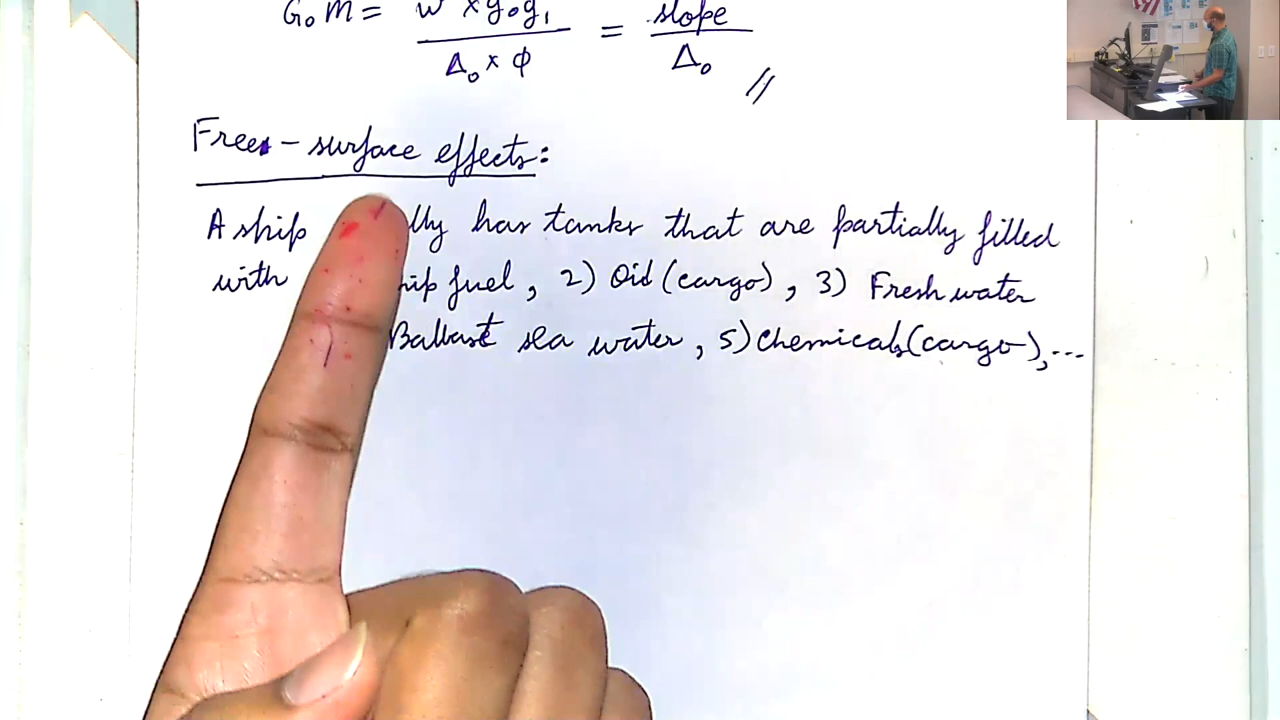 G₀M = w × g₀g₁ / Δ₀ × φ = slope / Δ₀ //
Free - surface effects:
A ship lly has tanks that are partially filled
with hip fuel, 2) Oil (cargo), 3) Fresh water
Ballast sea water, 5) Chemicals (cargo), ...